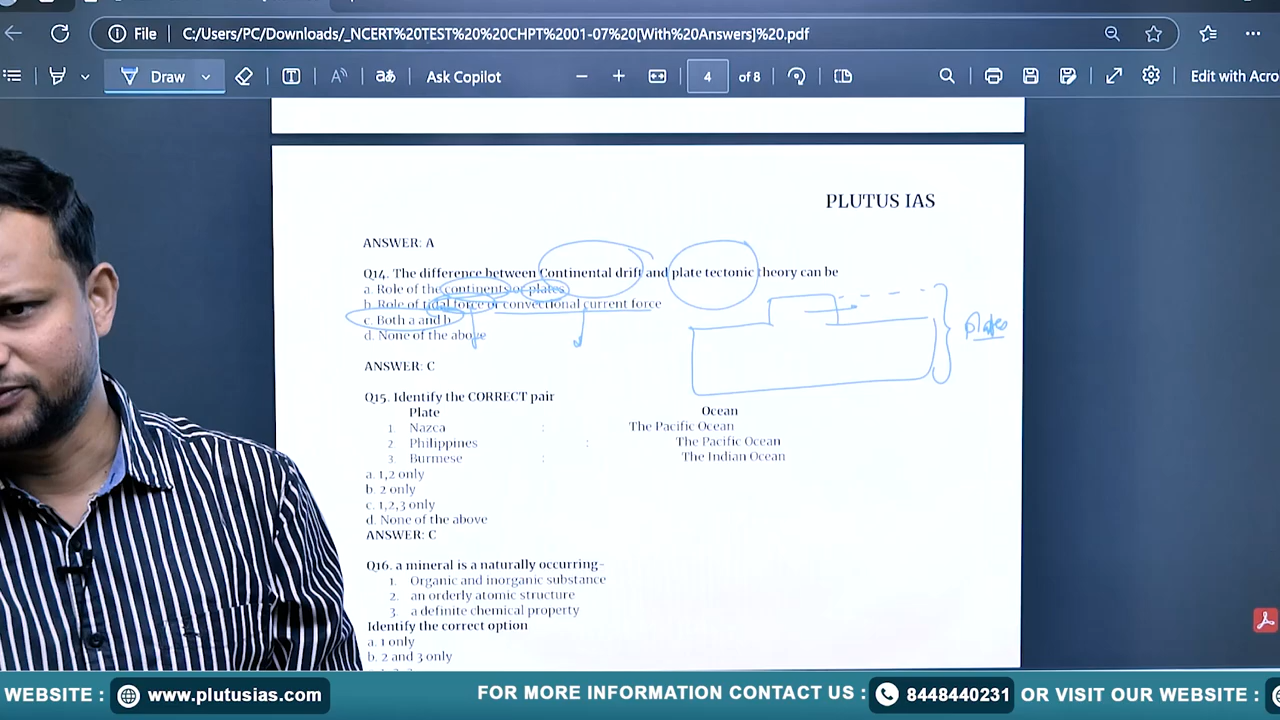 File C:/Users/PC/Downloads/_NCERT%20TEST%20%20CHPT%2001-07%20[With%20Answers]%20.pdf
Draw Ask Copilot 4 of 8 Edit with Acro
PLUTUS IAS
ANSWER: A
Q14. The difference between Continental drift and plate tectonic theory can be
a. Role of the continents or plates
b. Role of tidal force or convectional current force
c. Both a and b
d. None of the above
plates
ANSWER: C
Q15. Identify the CORRECT pair
Plate Ocean
1. Nazca : The Pacific Ocean
2 Philippines : The Pacific Ocean
3. Burmese : The Indian Ocean
a. 1,2 only
b. 2 only
c. 1,2,3 only
d. None of the above
ANSWER: C
Q16. a mineral is a naturally occurring-
1. Organic and inorganic substance
2. an orderly atomic structure
3. a definite chemical property
Identify the correct option
a. 1 only
b. 2 and 3 only
WEBSITE : www.plutusias.com FOR MORE INFORMATION CONTACT US : 8448440231 OR VISIT OUR WEBSITE :